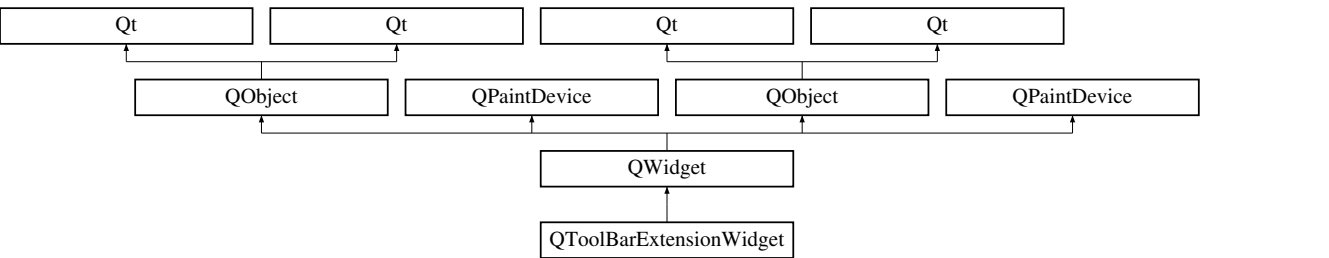 Qt
Qt
Qt
Qt
QObject
QPaintDevice
QObject
QPaintDevice
QWidget
QToolBarExtensionWidget